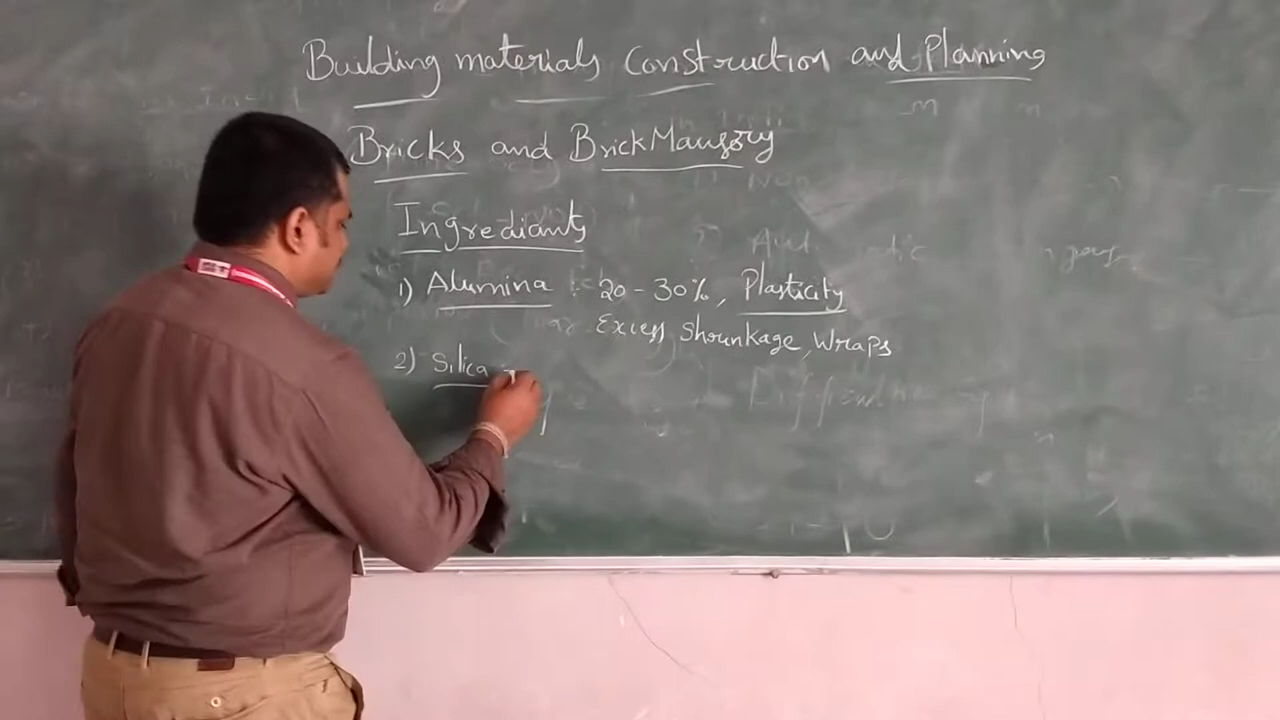 Building materials Construction and Planning
Bricks and Brick Mausory
Ingrediants
1) Alumina : 20 - 30%, Plasticity
Excess Shrunkage, Wraps
2) Silica -